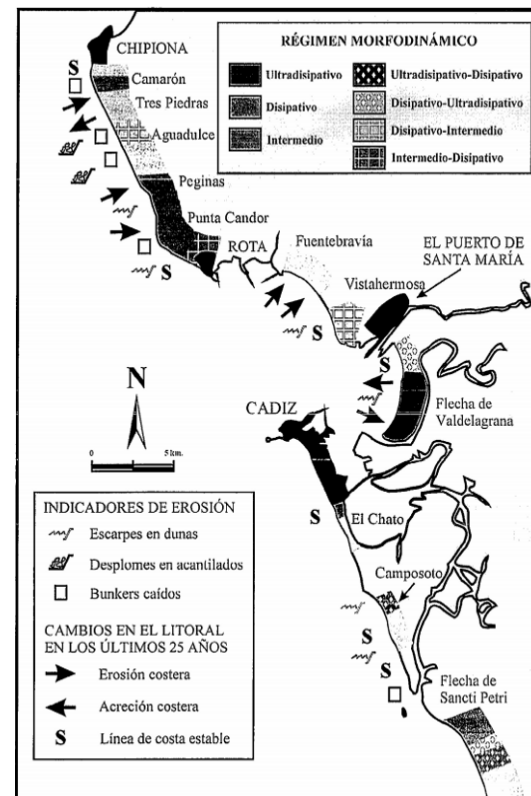 RÉGIMEN MORFODINÁMICO
Ultradisipativo
Disipativo
Intermedio
Ultradisipativo-Disipativo
Disipativo-Ultradisipativo
Disipativo-Intermedio
Intermedio-Disipativo
CHIPIONA
S
Camarón
Tres Piedras
Aguadulce
Peginas
Punta Candor
ROTA
S
Fuentebravía
EL PUERTO DE
SANTA MARÍA
Vistahermosa
S
S
Flecha de
Valdelagrana
N
0 5 km.
CADIZ
S
El Chato
Camposoto
S
S
Flecha de
Sancti Petri
INDICADORES DE EROSIÓN
Escarpes en dunas
Desplomes en acantilados
Bunkers caídos
CAMBIOS EN EL LITORAL
EN LOS ÚLTIMOS 25 AÑOS
Erosión costera
Acreción costera
S Línea de costa estable